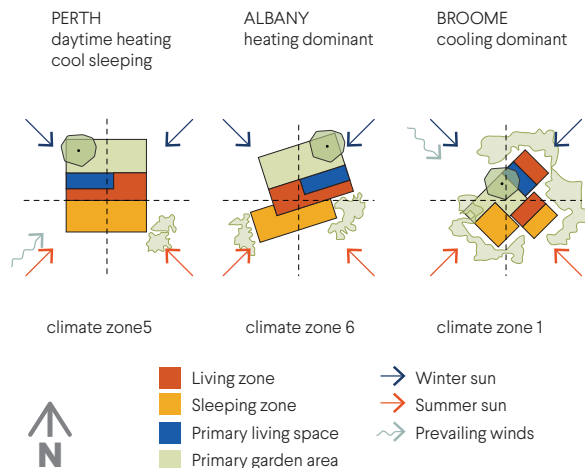 PERTH
daytime heating
cool sleeping
ALBANY
heating dominant
BROOME
cooling dominant
climate zone5
climate zone 6
climate zone 1
N
Living zone
Sleeping zone
Primary living space
Primary garden area
Winter sun
Summer sun
Prevailing winds